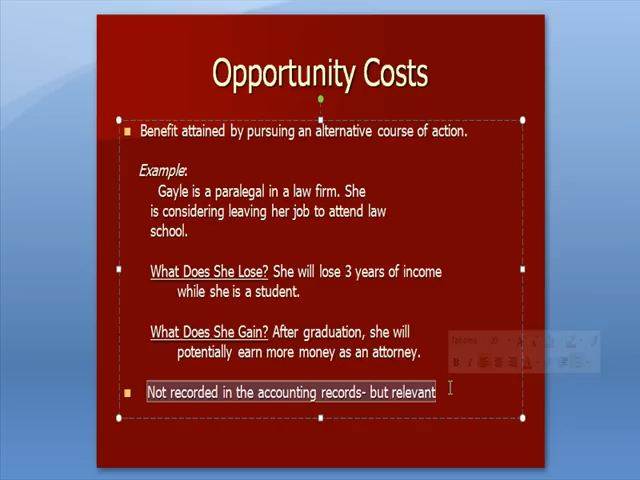 Opportunity Costs
Benefit attained by pursuing an alternative course of action.
Example:
Gayle is a paralegal in a law firm. She
is considering leaving her job to attend law
school.
What Does She Lose? She will lose 3 years of income
while she is a student.
What Does She Gain? After graduation, she will
potentially earn more money as an attorney.
Not recorded in the accounting records- but relevant